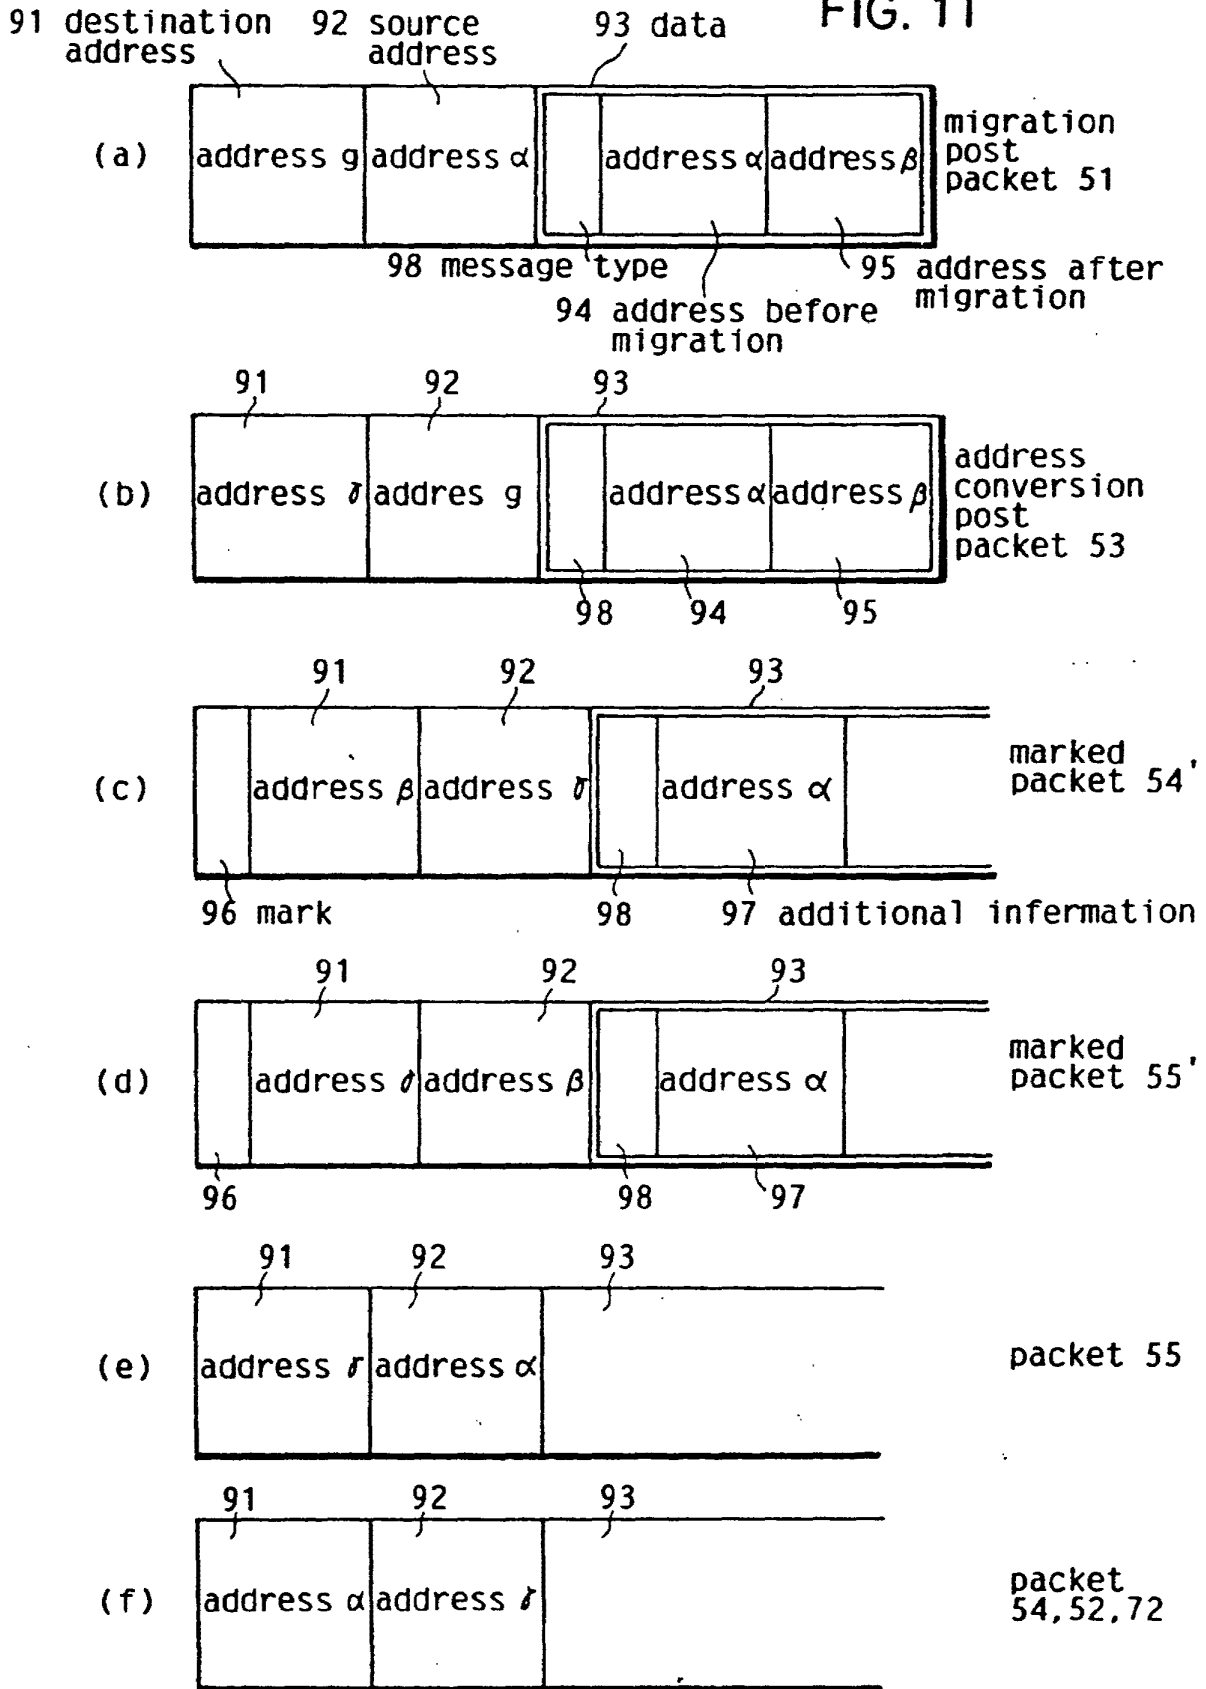 FIG. 11
91 destination address
92 source address
93 data
(a)
address g
address α
address α
address β
migration post packet 51
98 message type
94 address before migration
95 address after migration
91
92
93
(b)
address γ
addres g
address α
address β
address conversion post packet 53
98
94
95
91
92
93
(c)
address β
address γ
address α
marked packet 54'
96 mark
98
97 additional infermation
91
92
93
(d)
address γ
address β
address α
marked packet 55'
96
98
97
91
92
93
(e)
address γ
address α
packet 55
91
92
93
(f)
address α
address γ
packet 54,52,72